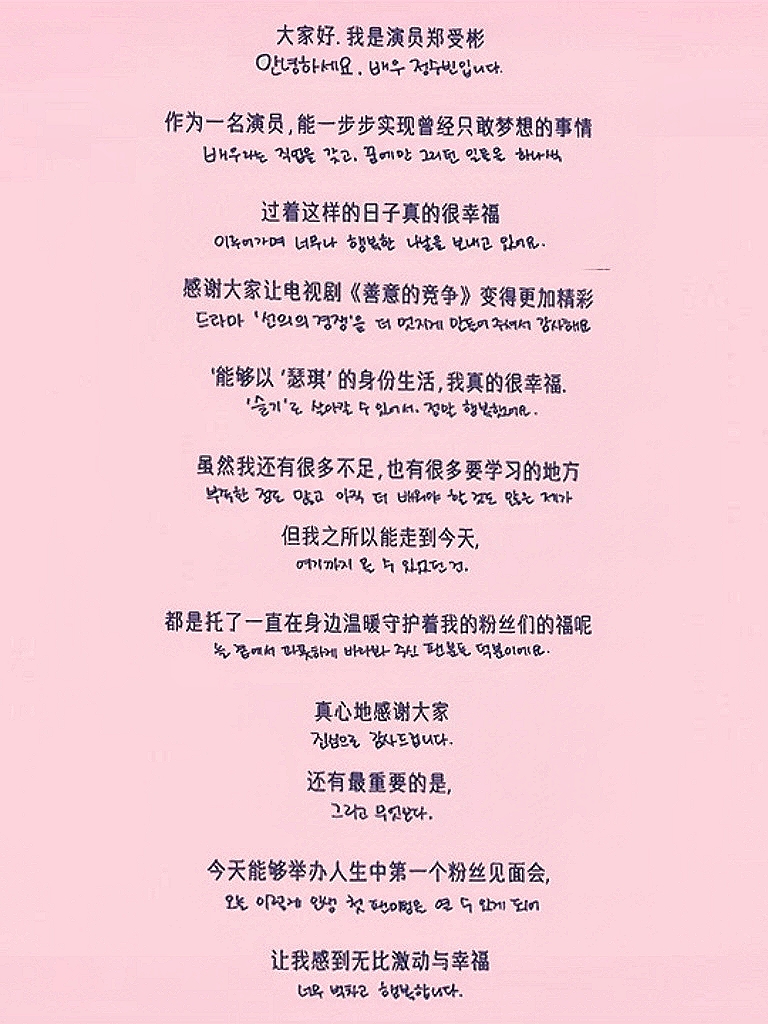 大家好. 我是演员郑受彬
안녕하세요. 배우 정수빈입니다.
作为一名演员, 能一步步实现曾经只敢梦想的事情
배우라는 직업을 갖고, 꿈에만 그리던 일들을 하나씩
过着这样的日子真的很幸福
이루어가며 너무나 행복한 나날을 보내고 있어요.
感谢大家让电视剧《善意的竞争》变得更加精彩
드라마 '선의의 경쟁'을 더 멋지게 만들어주셔서 감사해요
'能够以 '瑟琪' 的身份生活, 我真的很幸福.
'슬기'로 살아갈 수 있어서. 정말 행복했어요.
虽然我还有很多不足, 也有很多要学习的地方
부족한 점도 많고 아직 더 배워야 할 것도 많은 제가
但我之所以能走到今天,
여기까지 올 수 있었던 건.
都是托了一直在身边温暖守护着我的粉丝们的福呢
늘 곁에서 따뜻하게 바라봐 주신 팬분들 덕분이에요.
真心地感谢大家
진심으로 감사드립니다.
还有最重要的是,
그리고 무엇보다.
今天能够举办人生中第一个粉丝见面会,
오늘 이렇게 인생 첫 팬미팅을 열 수 있게 되어
让我感到无比激动与幸福
너무 벅차고 행복합니다.